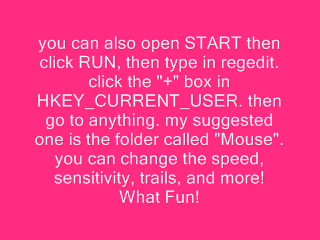 you can also open START then
click RUN, then type in regedit.
click the "+" box in
HKEY_CURRENT_USER. then
go to anything. my suggested
one is the folder called "Mouse".
you can change the speed,
sensitivity, trails, and more!
What Fun!